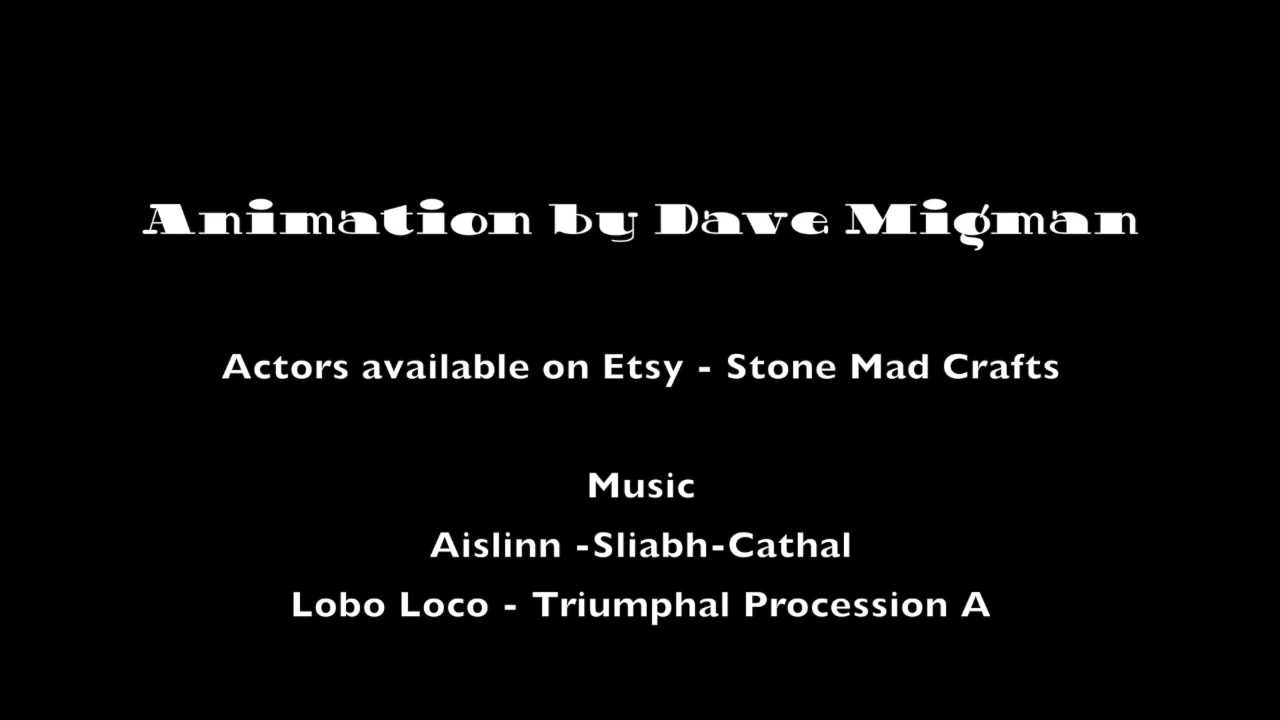 Animation by Dave Migman
Actors available on Etsy - Stone Mad Crafts
Music
Aislinn -Sliabh-Cathal
Lobo Loco - Triumphal Procession A